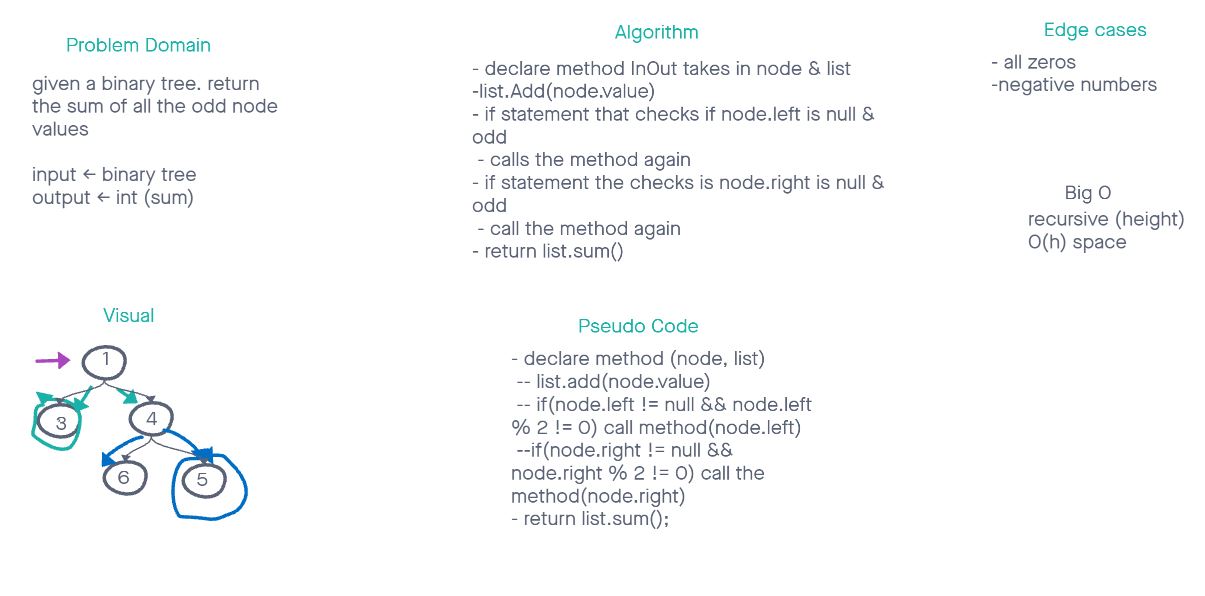 Problem Domain
given a binary tree. return
the sum of all the odd node
values
input ← binary tree
output ← int (sum)
Algorithm
- declare method InOut takes in node & list
-list.Add(node.value)
- if statement that checks if node.left is null &
odd
- calls the method again
- if statement the checks is node.right is null &
odd
- call the method again
- return list.sum()
Edge cases
- all zeros
-negative numbers
Big O
recursive (height)
O(h) space
Visual
1
3
4
6
5
Pseudo Code
- declare method (node, list)
-- list.add(node.value)
-- if(node.left != null && node.left
% 2 != 0) call method(node.left)
--if(node.right != null &&
node.right % 2 != 0) call the
method(node.right)
- return list.sum();